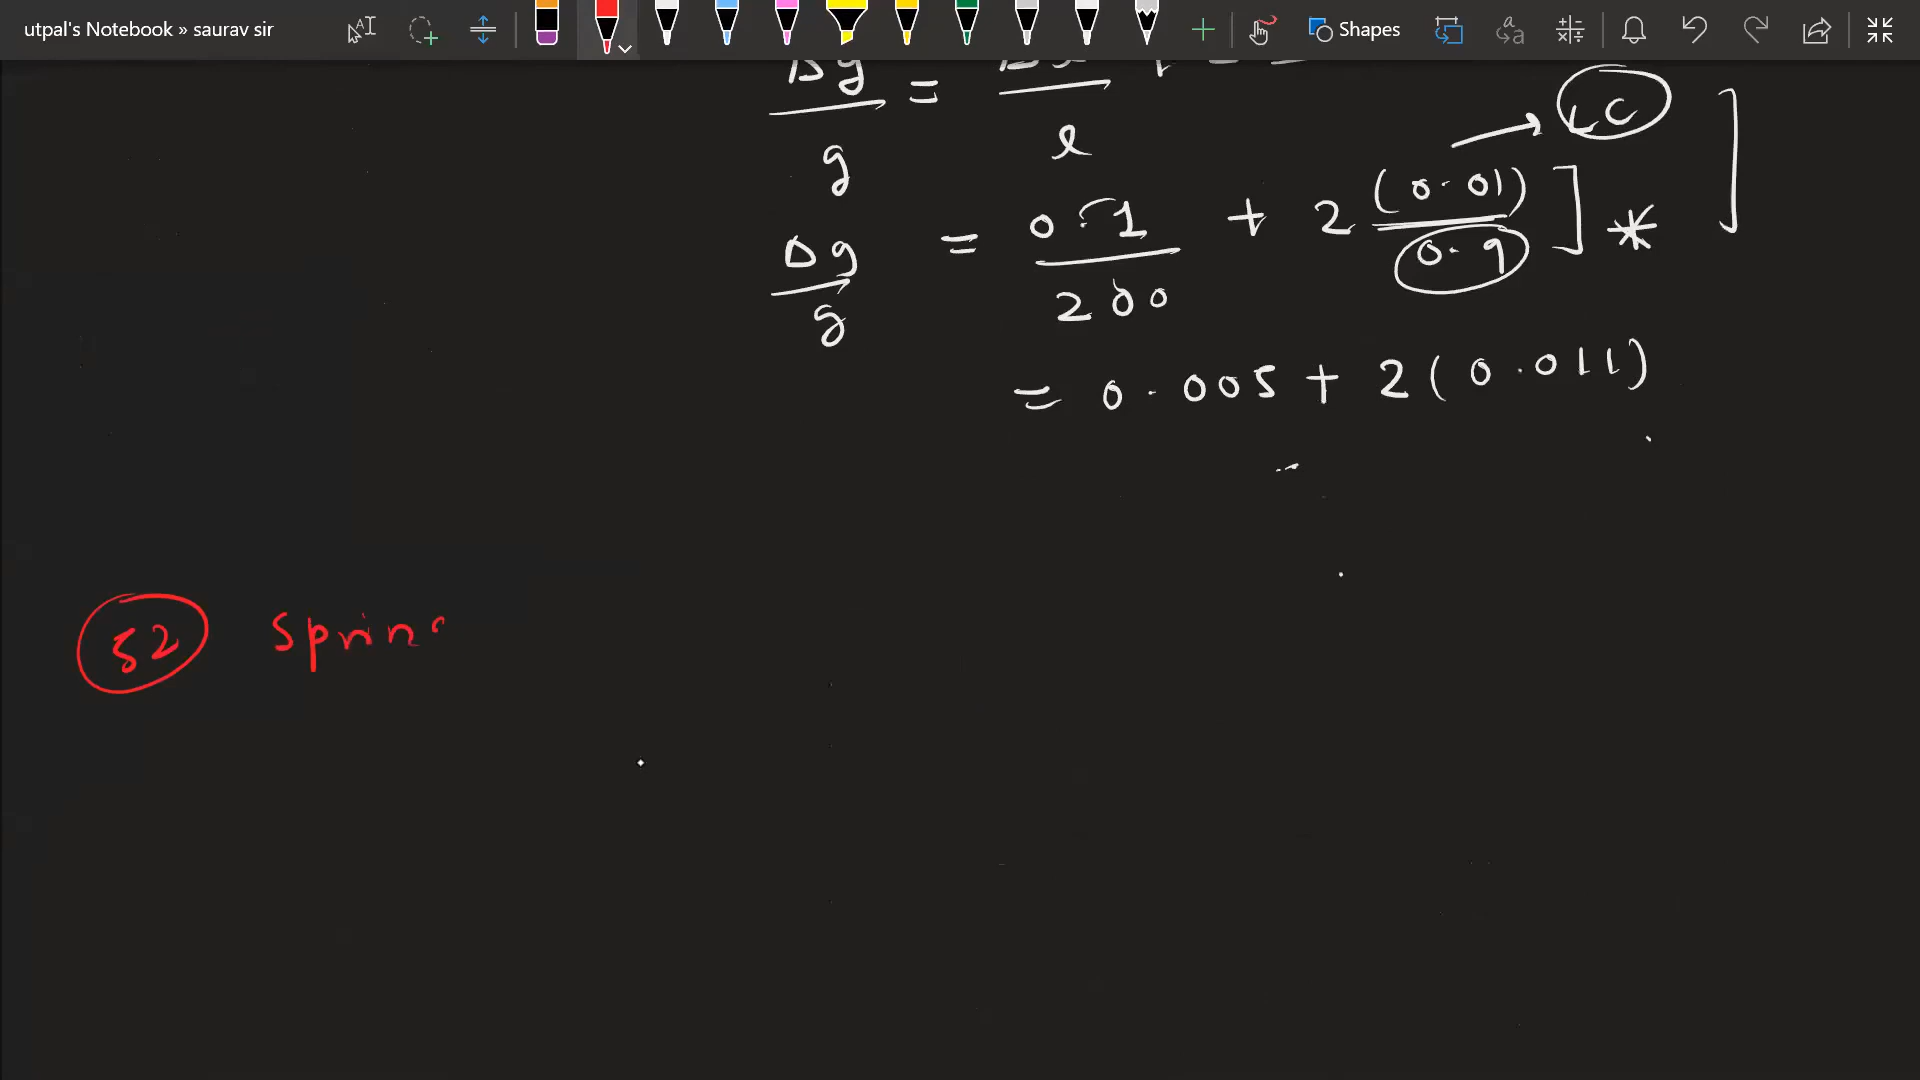 utpal's Notebook » saurav sir
Shapes
Δg/g =    /l
LC
Δg/g = 0.1/200 + 2 (0.01)/0.9 ] * ]
= 0.005 + 2(0.011)
52 Sprin